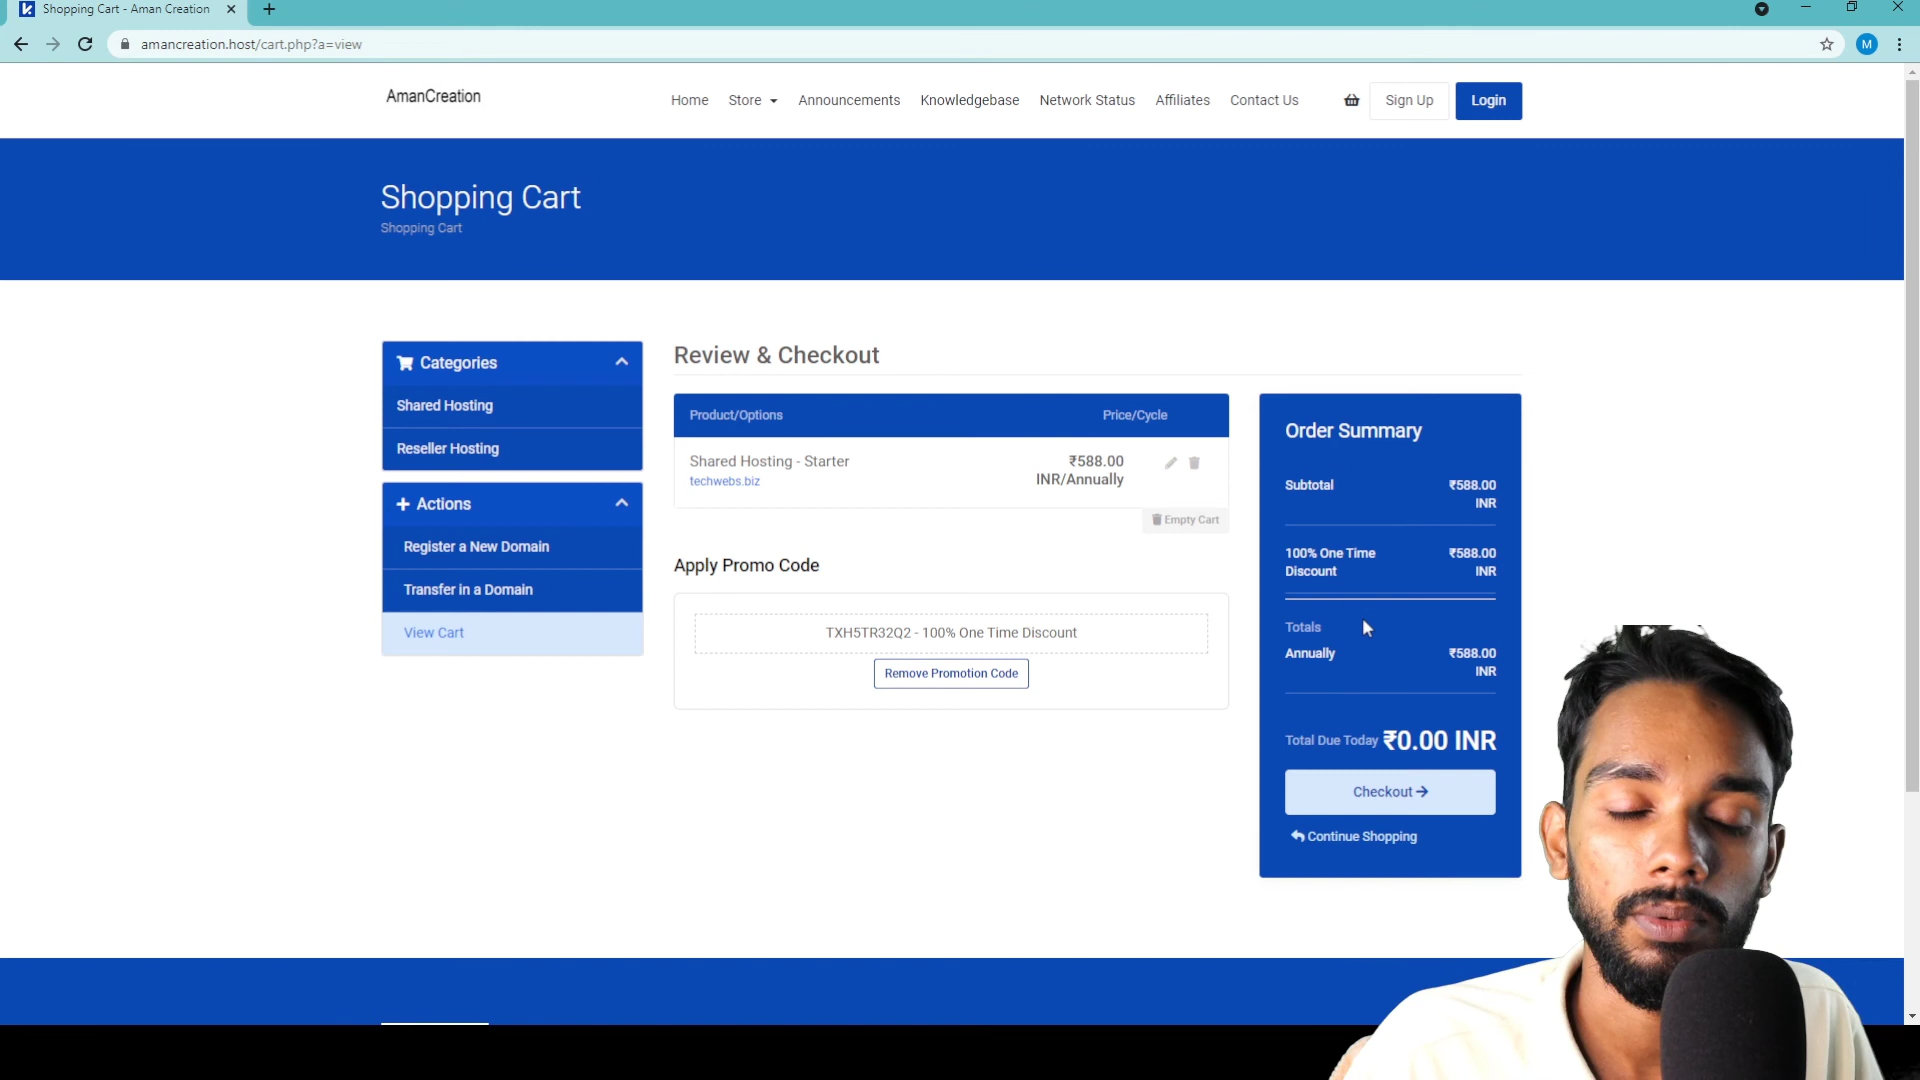 Shopping Cart - Aman Creation
amancreation.host/cart.php?a=view
M
AmanCreation
Home
Store
Announcements
Knowledgebase
Network Status
Affiliates
Contact Us
Sign Up
Login
Shopping Cart
Shopping Cart
Categories
Shared Hosting
Reseller Hosting
Actions
Register a New Domain
Transfer in a Domain
View Cart
Review & Checkout
Product/Options
Price/Cycle
Shared Hosting - Starter
techwebs.biz
₹588.00
INR/Annually
Empty Cart
Apply Promo Code
TXH5TR32Q2 - 100% One Time Discount
Remove Promotion Code
Order Summary
Subtotal ₹588.00
INR
100% One Time ₹588.00
Discount INR
Totals
Annually ₹588.00
INR
Total Due Today ₹0.00 INR
Checkout
Continue Shopping